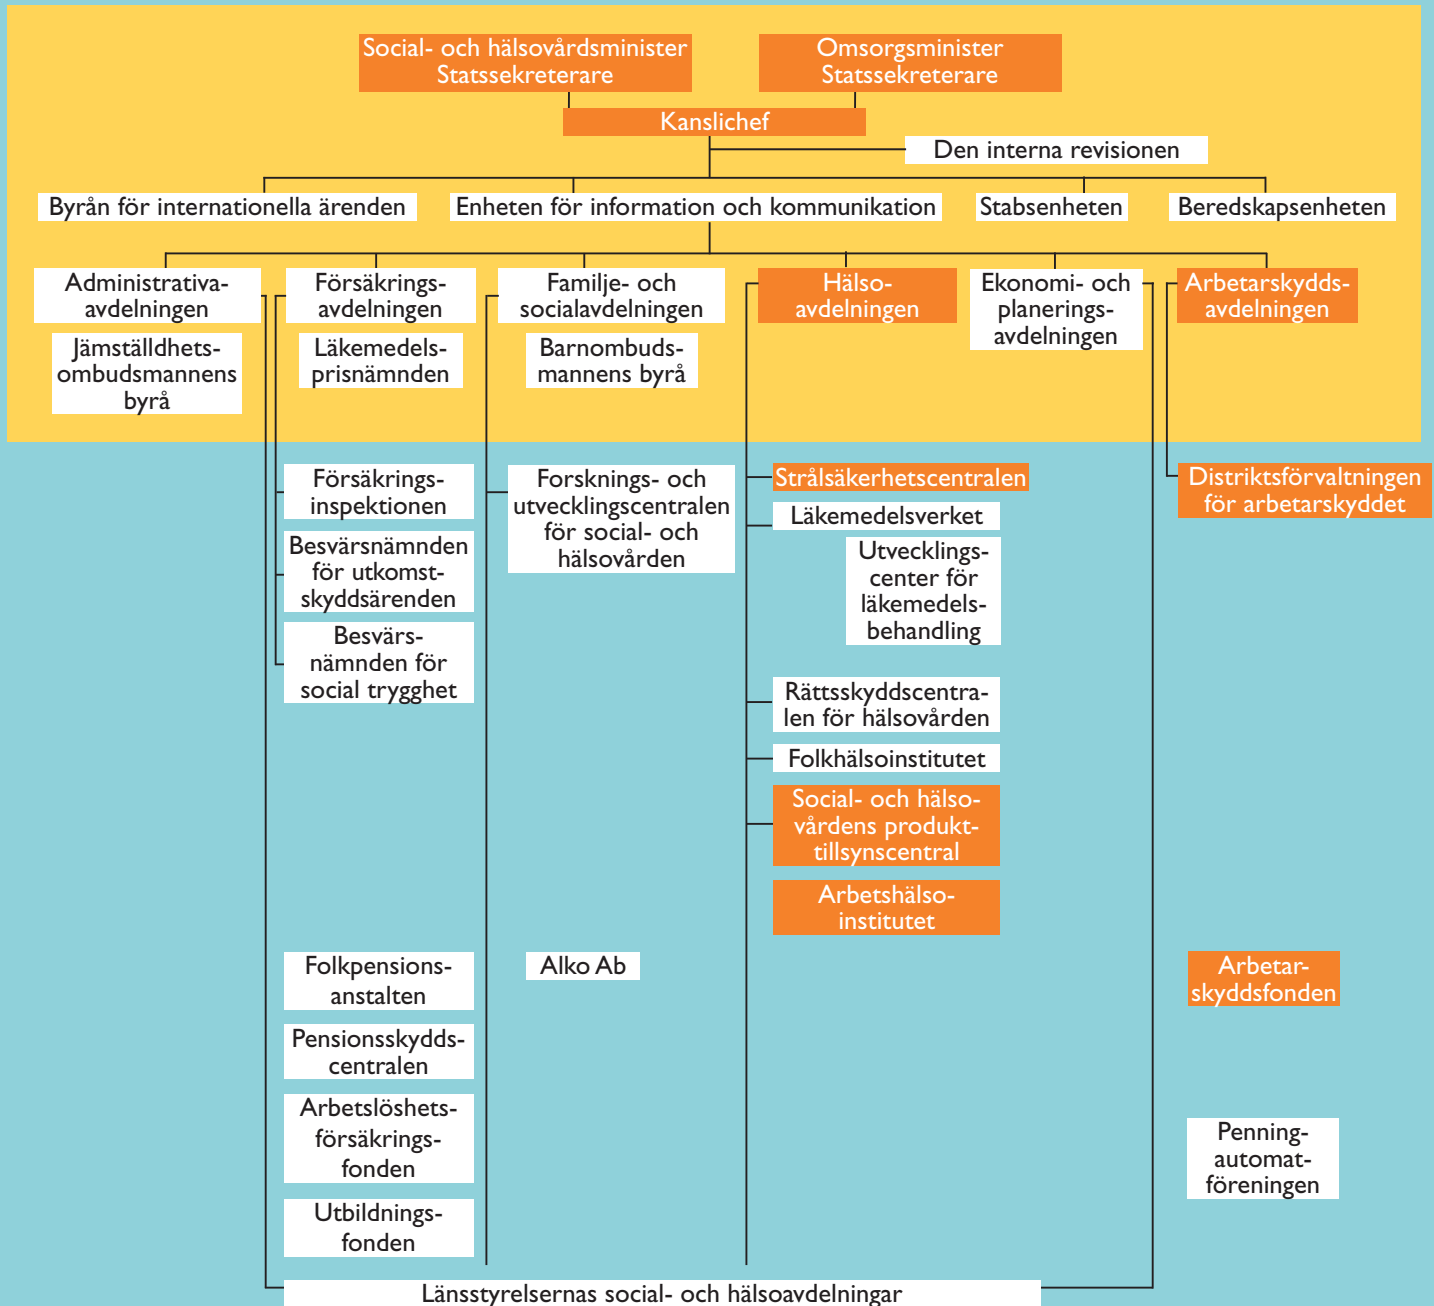 Social- och hälsovårdsminister
Statssekreterare
Omsorgsminister
Statssekreterare
Kanslichef
Den interna revisionen
Byrån för internationella ärenden
Enheten för information och kommunikation
Stabsenheten
Beredskapsenheten
Administrativa-
avdelningen
Försäkrings-
avdelningen
Familje- och
socialavdelningen
Hälso-
avdelningen
Ekonomi- och
planerings-
avdelningen
Arbetarskydds-
avdelningen
Jämställdhets-
ombudsmannens
byrå
Läkemedels-
prisnämnden
Barnombuds-
mannens byrå
Försäkrings-
inspektionen
Besvärsnämnden
för utkomst-
skyddsärenden
Besvärs-
nämnden för
social trygghet
Forsknings- och
utvecklingscentralen
för social- och
hälsovården
Strålsäkerhetscentralen
Läkemedelsverket
Utvecklings-
center för
läkemedels-
behandling
Rättsskyddscentra-
len för hälsovården
Folkhälsoinstitutet
Social- och hälso-
vårdens produkt-
tillsynscentral
Arbetshälso-
institutet
Distriktsförvaltningen
för arbetarskyddet
Folkpensions-
anstalten
Pensionsskydds-
centralen
Arbetslöshets-
försäkrings-
fonden
Utbildnings-
fonden
Alko Ab
Arbetar-
skyddsfonden
Penning-
automat-
föreningen
Länsstyrelsernas social- och hälsoavdelningar